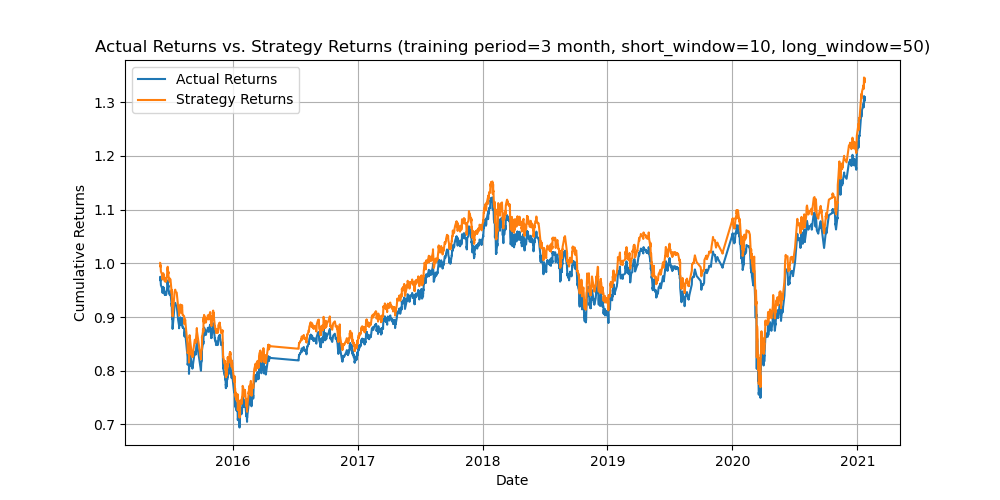 Actual Returns vs. Strategy Returns (training period=3 month, short_window=10, long_window=50)
Actual Returns
Strategy Returns
Cumulative Returns
1.3
1.2
1.1
1.0
0.9
0.8
0.7
2016 2017 2018 2019 2020 2021
Date